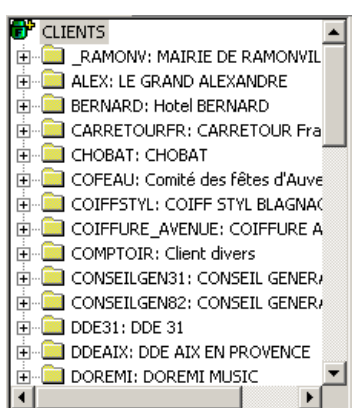 CLIENTS
_RAMONV: MAIRIE DE RAMONVIL
ALEX: LE GRAND ALEXANDRE
BERNARD: Hotel BERNARD
CARRETOURFR: CARRETOUR Fra
CHOBAT: CHOBAT
COFEAU: Comité des fêtes d'Auve
COIFFSTYL: COIFF STYL BLAGNAC
COIFFURE_AVENUE: COIFFURE A
COMPTOIR: Client divers
CONSEILGEN31: CONSEIL GENERA
CONSEILGEN82: CONSEIL GENERA
DDE31: DDE 31
DDEAIX: DDE AIX EN PROVENCE
DOREMI: DOREMI MUSIC